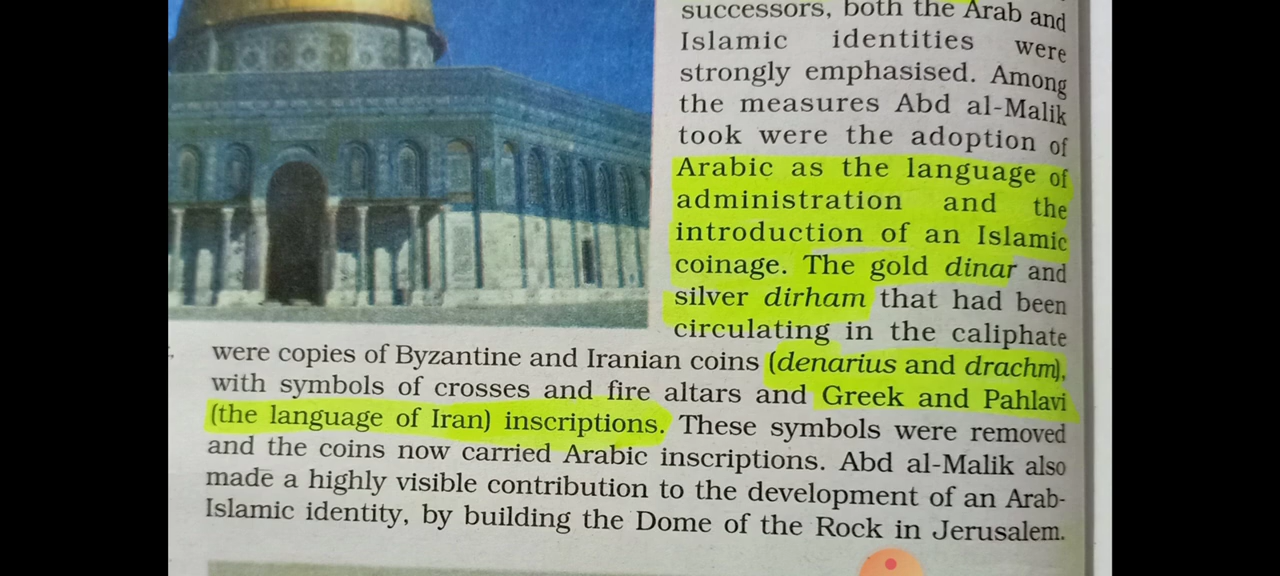 successors, both the Arab and
Islamic identities were
strongly emphasised. Among
the measures Abd al-Malik
took were the adoption of
Arabic as the language of
administration and the
introduction of an Islamic
coinage. The gold dinar and
silver dirham that had been
circulating in the caliphate
were copies of Byzantine and Iranian coins (denarius and drachm),
with symbols of crosses and fire altars and Greek and Pahlavi
(the language of Iran) inscriptions. These symbols were removed
and the coins now carried Arabic inscriptions. Abd al-Malik also
made a highly visible contribution to the development of an Arab-
Islamic identity, by building the Dome of the Rock in Jerusalem.